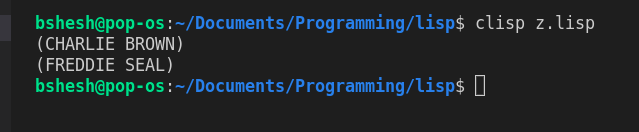 bshesh@pop-os:~/Documents/Programming/lisp$ clisp z.lisp
(CHARLIE BROWN)
(FREDDIE SEAL)
bshesh@pop-os:~/Documents/Programming/lisp$